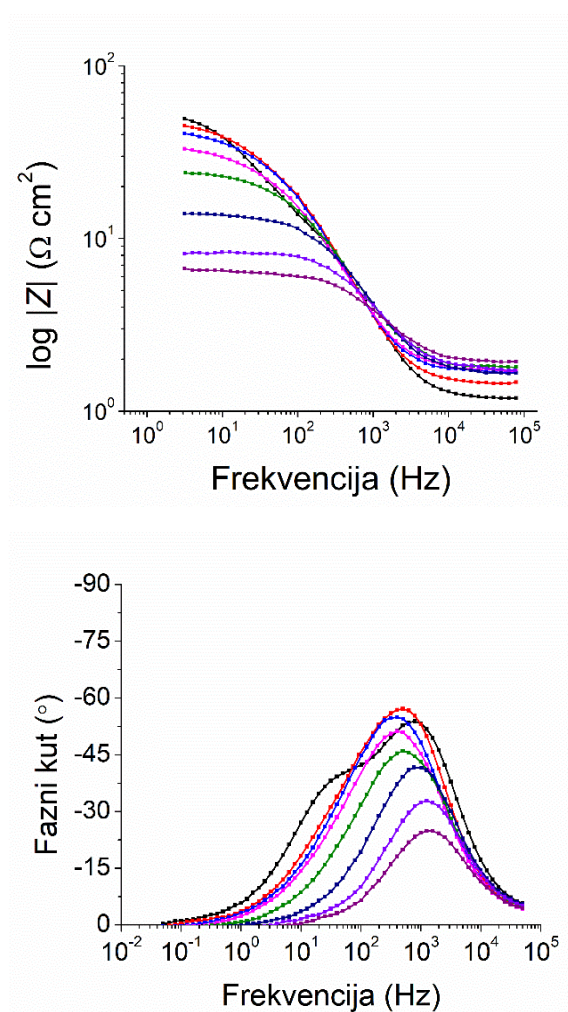 10²
10¹
10⁰
log |Z| (Ω cm²)
10⁰ 10¹ 10² 10³ 10⁴ 10⁵
Frekvencija (Hz)
-90
-75
-60
-45
-30
-15
0
Fazni kut (°)
10⁻² 10⁻¹ 10⁰ 10¹ 10² 10³ 10⁴ 10⁵
Frekvencija (Hz)